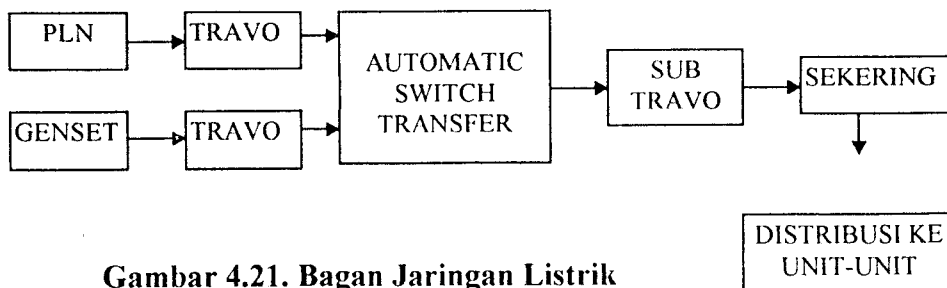 PLN
TRAVO
GENSET
TRAVO
AUTOMATIC
SWITCH
TRANSFER
SUB
TRAVO
SEKERING
DISTRIBUSI KE
UNIT-UNIT
Gambar 4.21. Bagan Jaringan Listrik